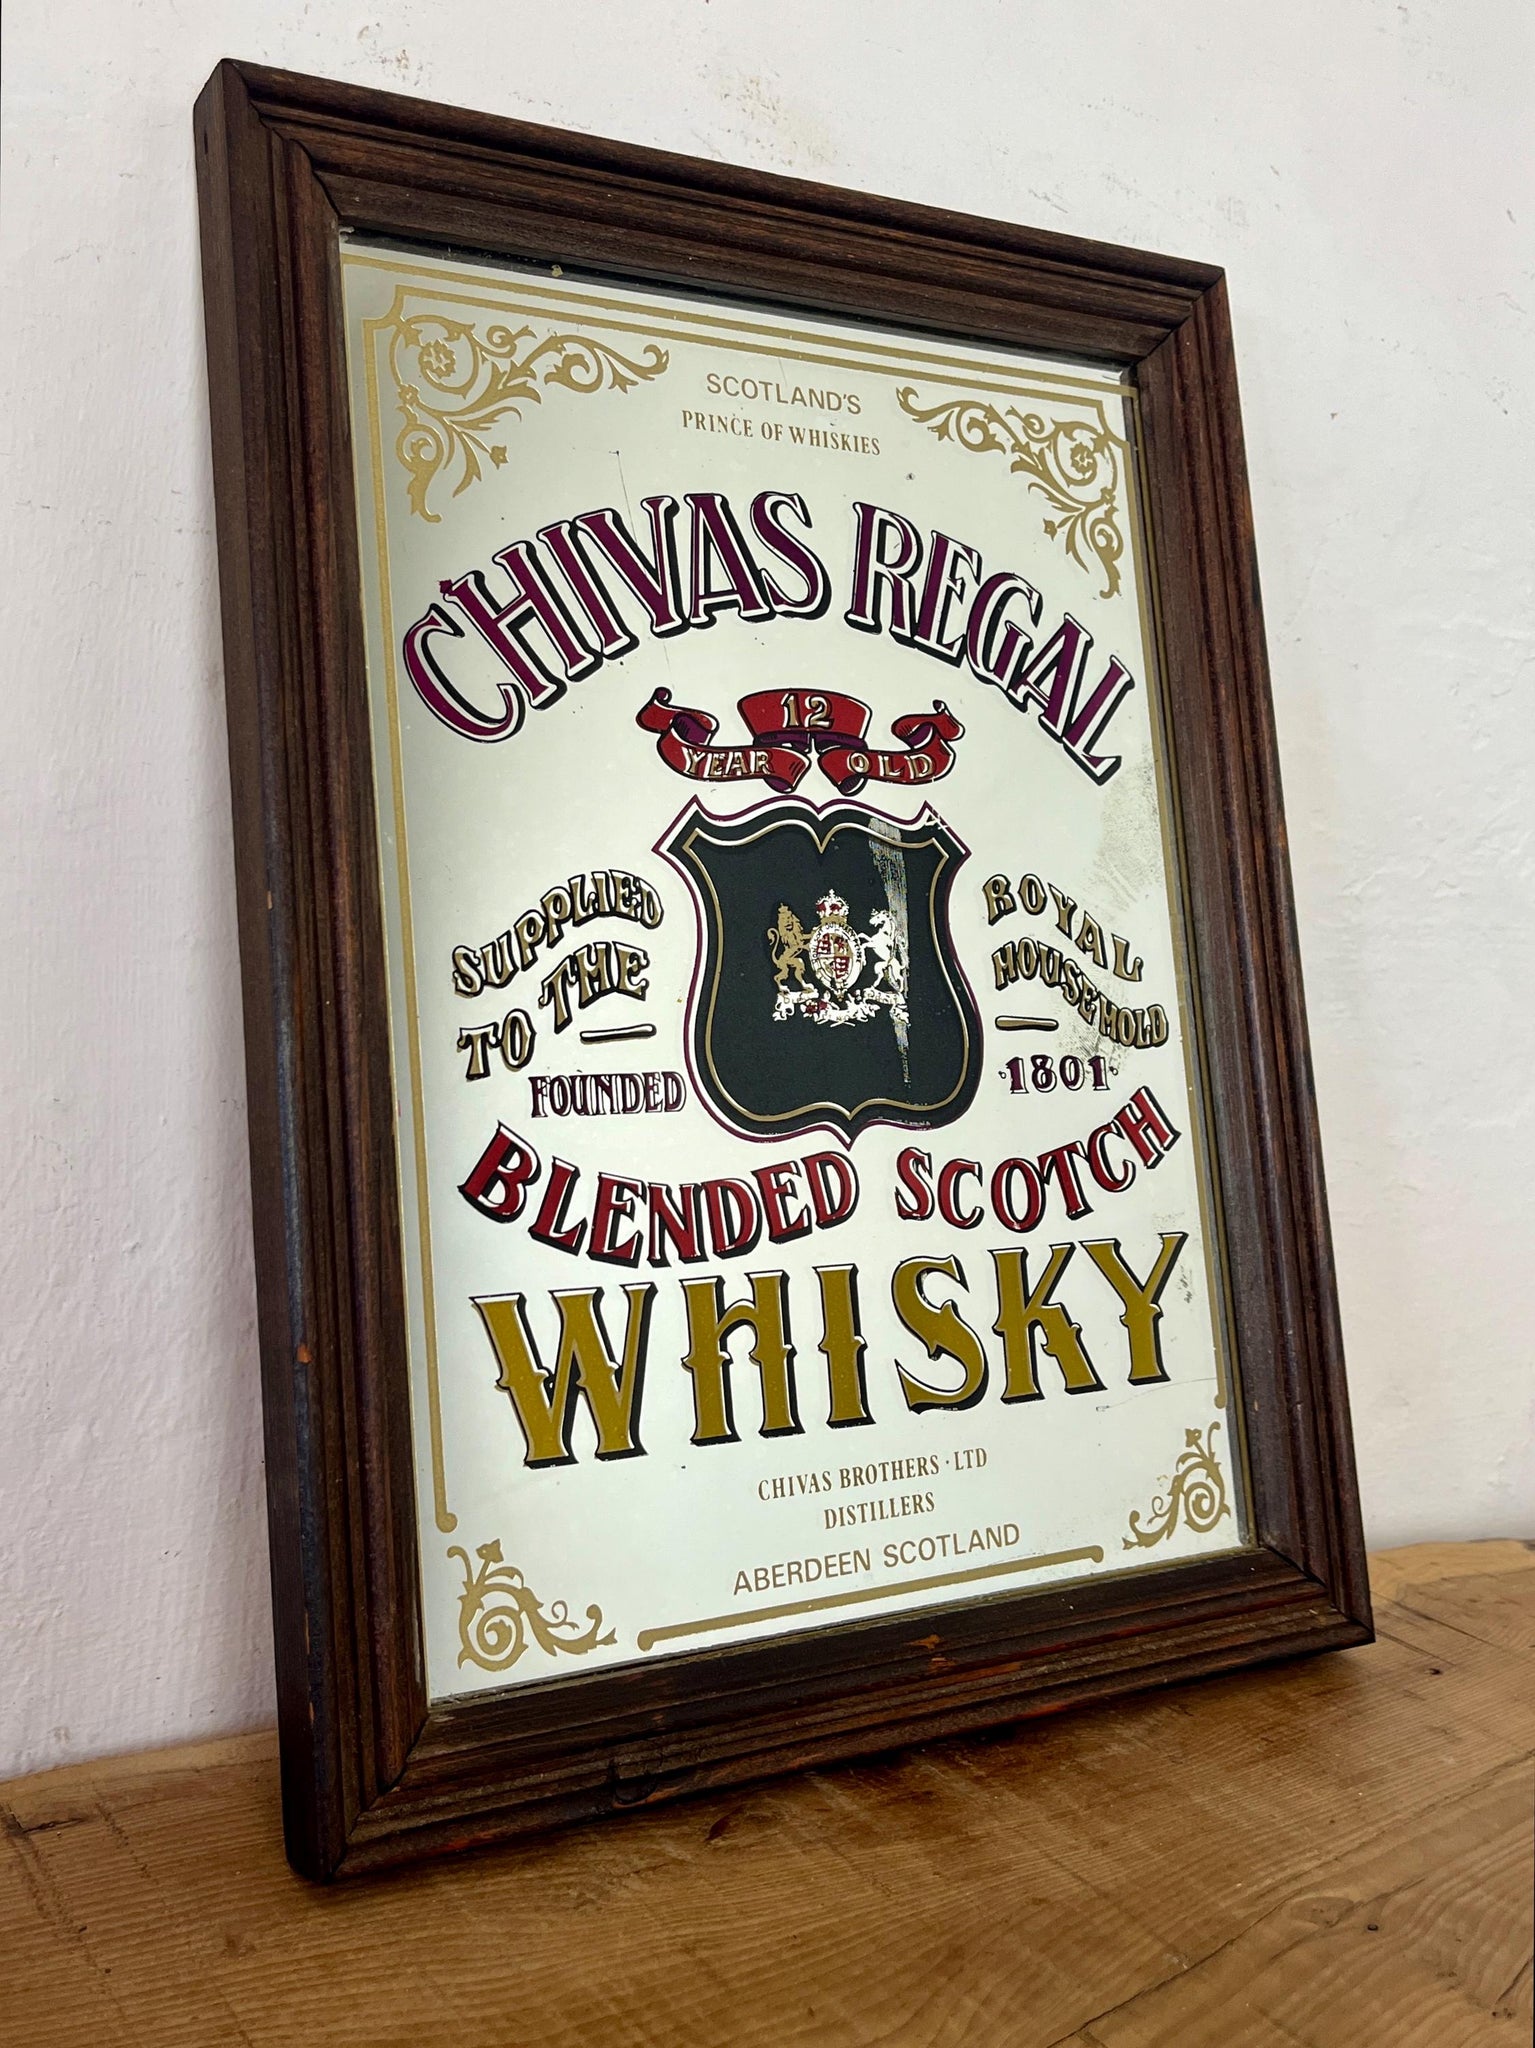 SCOTLAND'S
PRINCE OF WHISKIES
CHIVAS REGAL
12
YEAR OLD
SUPPLIED
TO THE
ROYAL
HOUSEHOLD
FOUNDED 1801
BLENDED SCOTCH
WHISKY
CHIVAS BROTHERS · LTD
DISTILLERS
ABERDEEN SCOTLAND